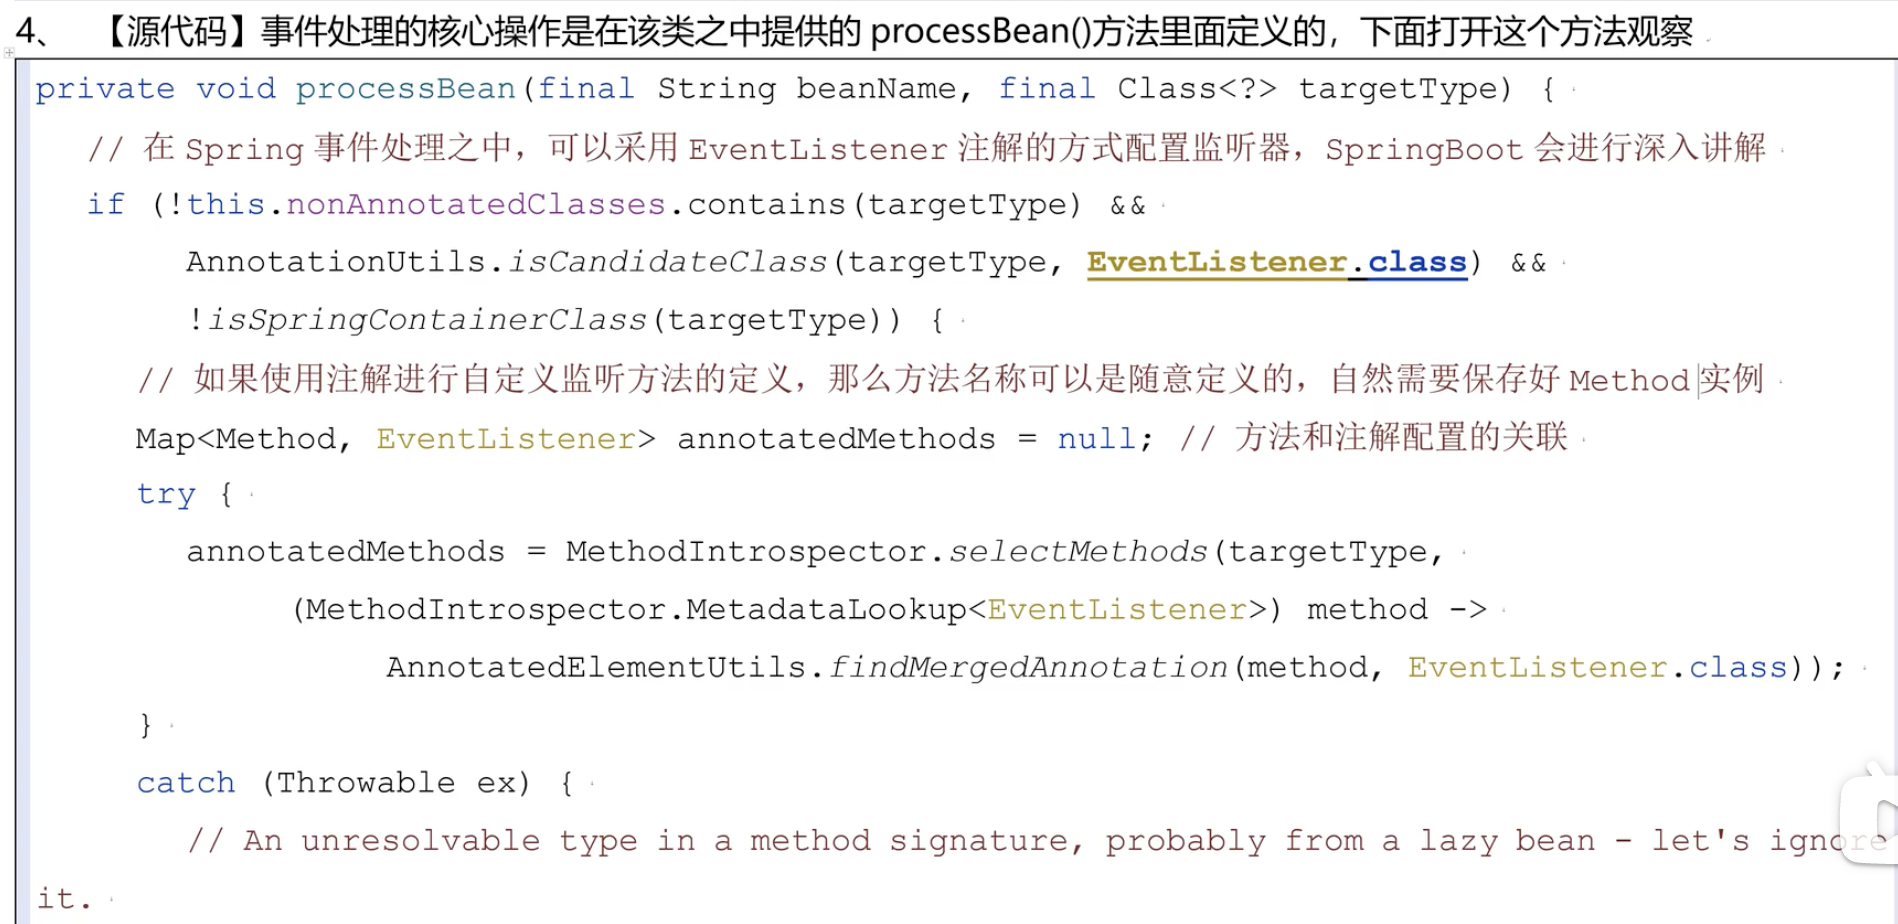 4、 【源代码】事件处理的核心操作是在该类之中提供的 processBean()方法里面定义的，下面打开这个方法观察
private void processBean(final String beanName, final Class<?> targetType) {
// 在 Spring 事件处理之中，可以采用 EventListener 注解的方式配置监听器，SpringBoot 会进行深入讲解
if (!this.nonAnnotatedClasses.contains(targetType) &&
AnnotationUtils.isCandidateClass(targetType, EventListener.class) &&
!isSpringContainerClass(targetType)) {
// 如果使用注解进行自定义监听方法的定义，那么方法名称可以是随意定义的，自然需要保存好 Method 实例
Map<Method, EventListener> annotatedMethods = null; // 方法和注解配置的关联
try {
annotatedMethods = MethodIntrospector.selectMethods(targetType,
(MethodIntrospector.MetadataLookup<EventListener>) method ->
AnnotatedElementUtils.findMergedAnnotation(method, EventListener.class));
}
catch (Throwable ex) {
// An unresolvable type in a method signature, probably from a lazy bean - let's ignore
it.